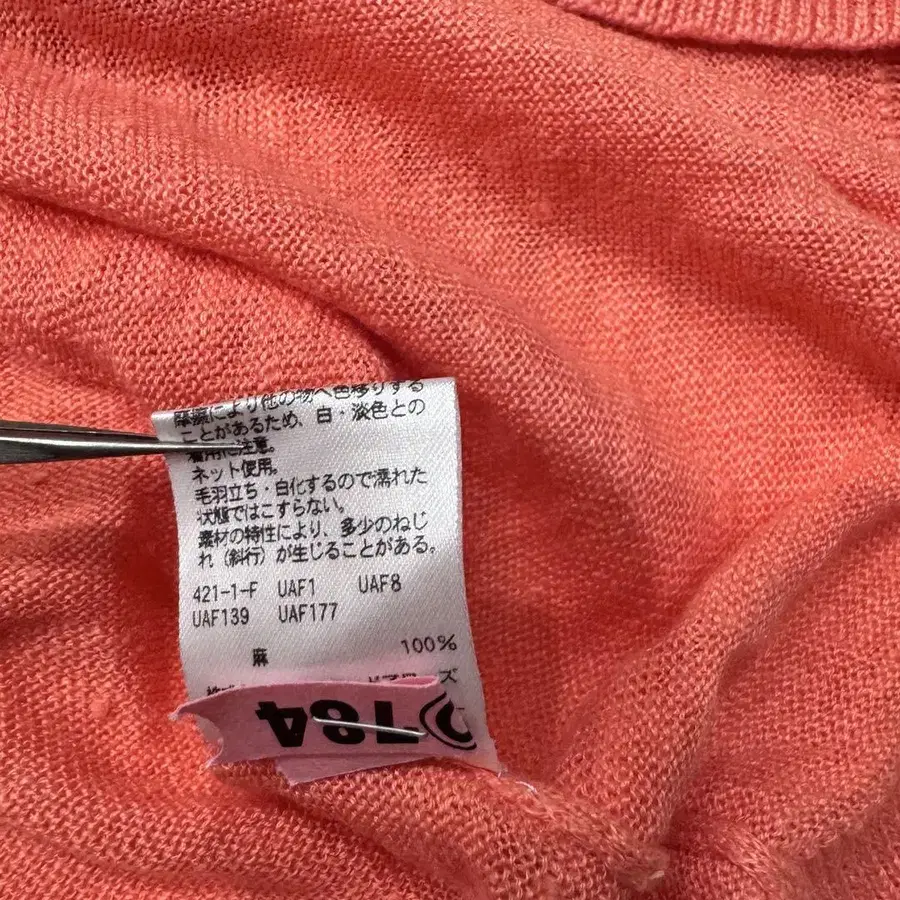 摩擦により他の物へ色移りする
ことがあるため、白・淡色との
着用に注意。
ネット使用。
毛羽立ち・白化するので濡れた
状態ではこすらない。
素材の特性により、多少のねじ
れ（斜行）が生じることがある。
421-1-F UAF1 UAF8
UAF139 UAF177
麻 100%
ズ
784